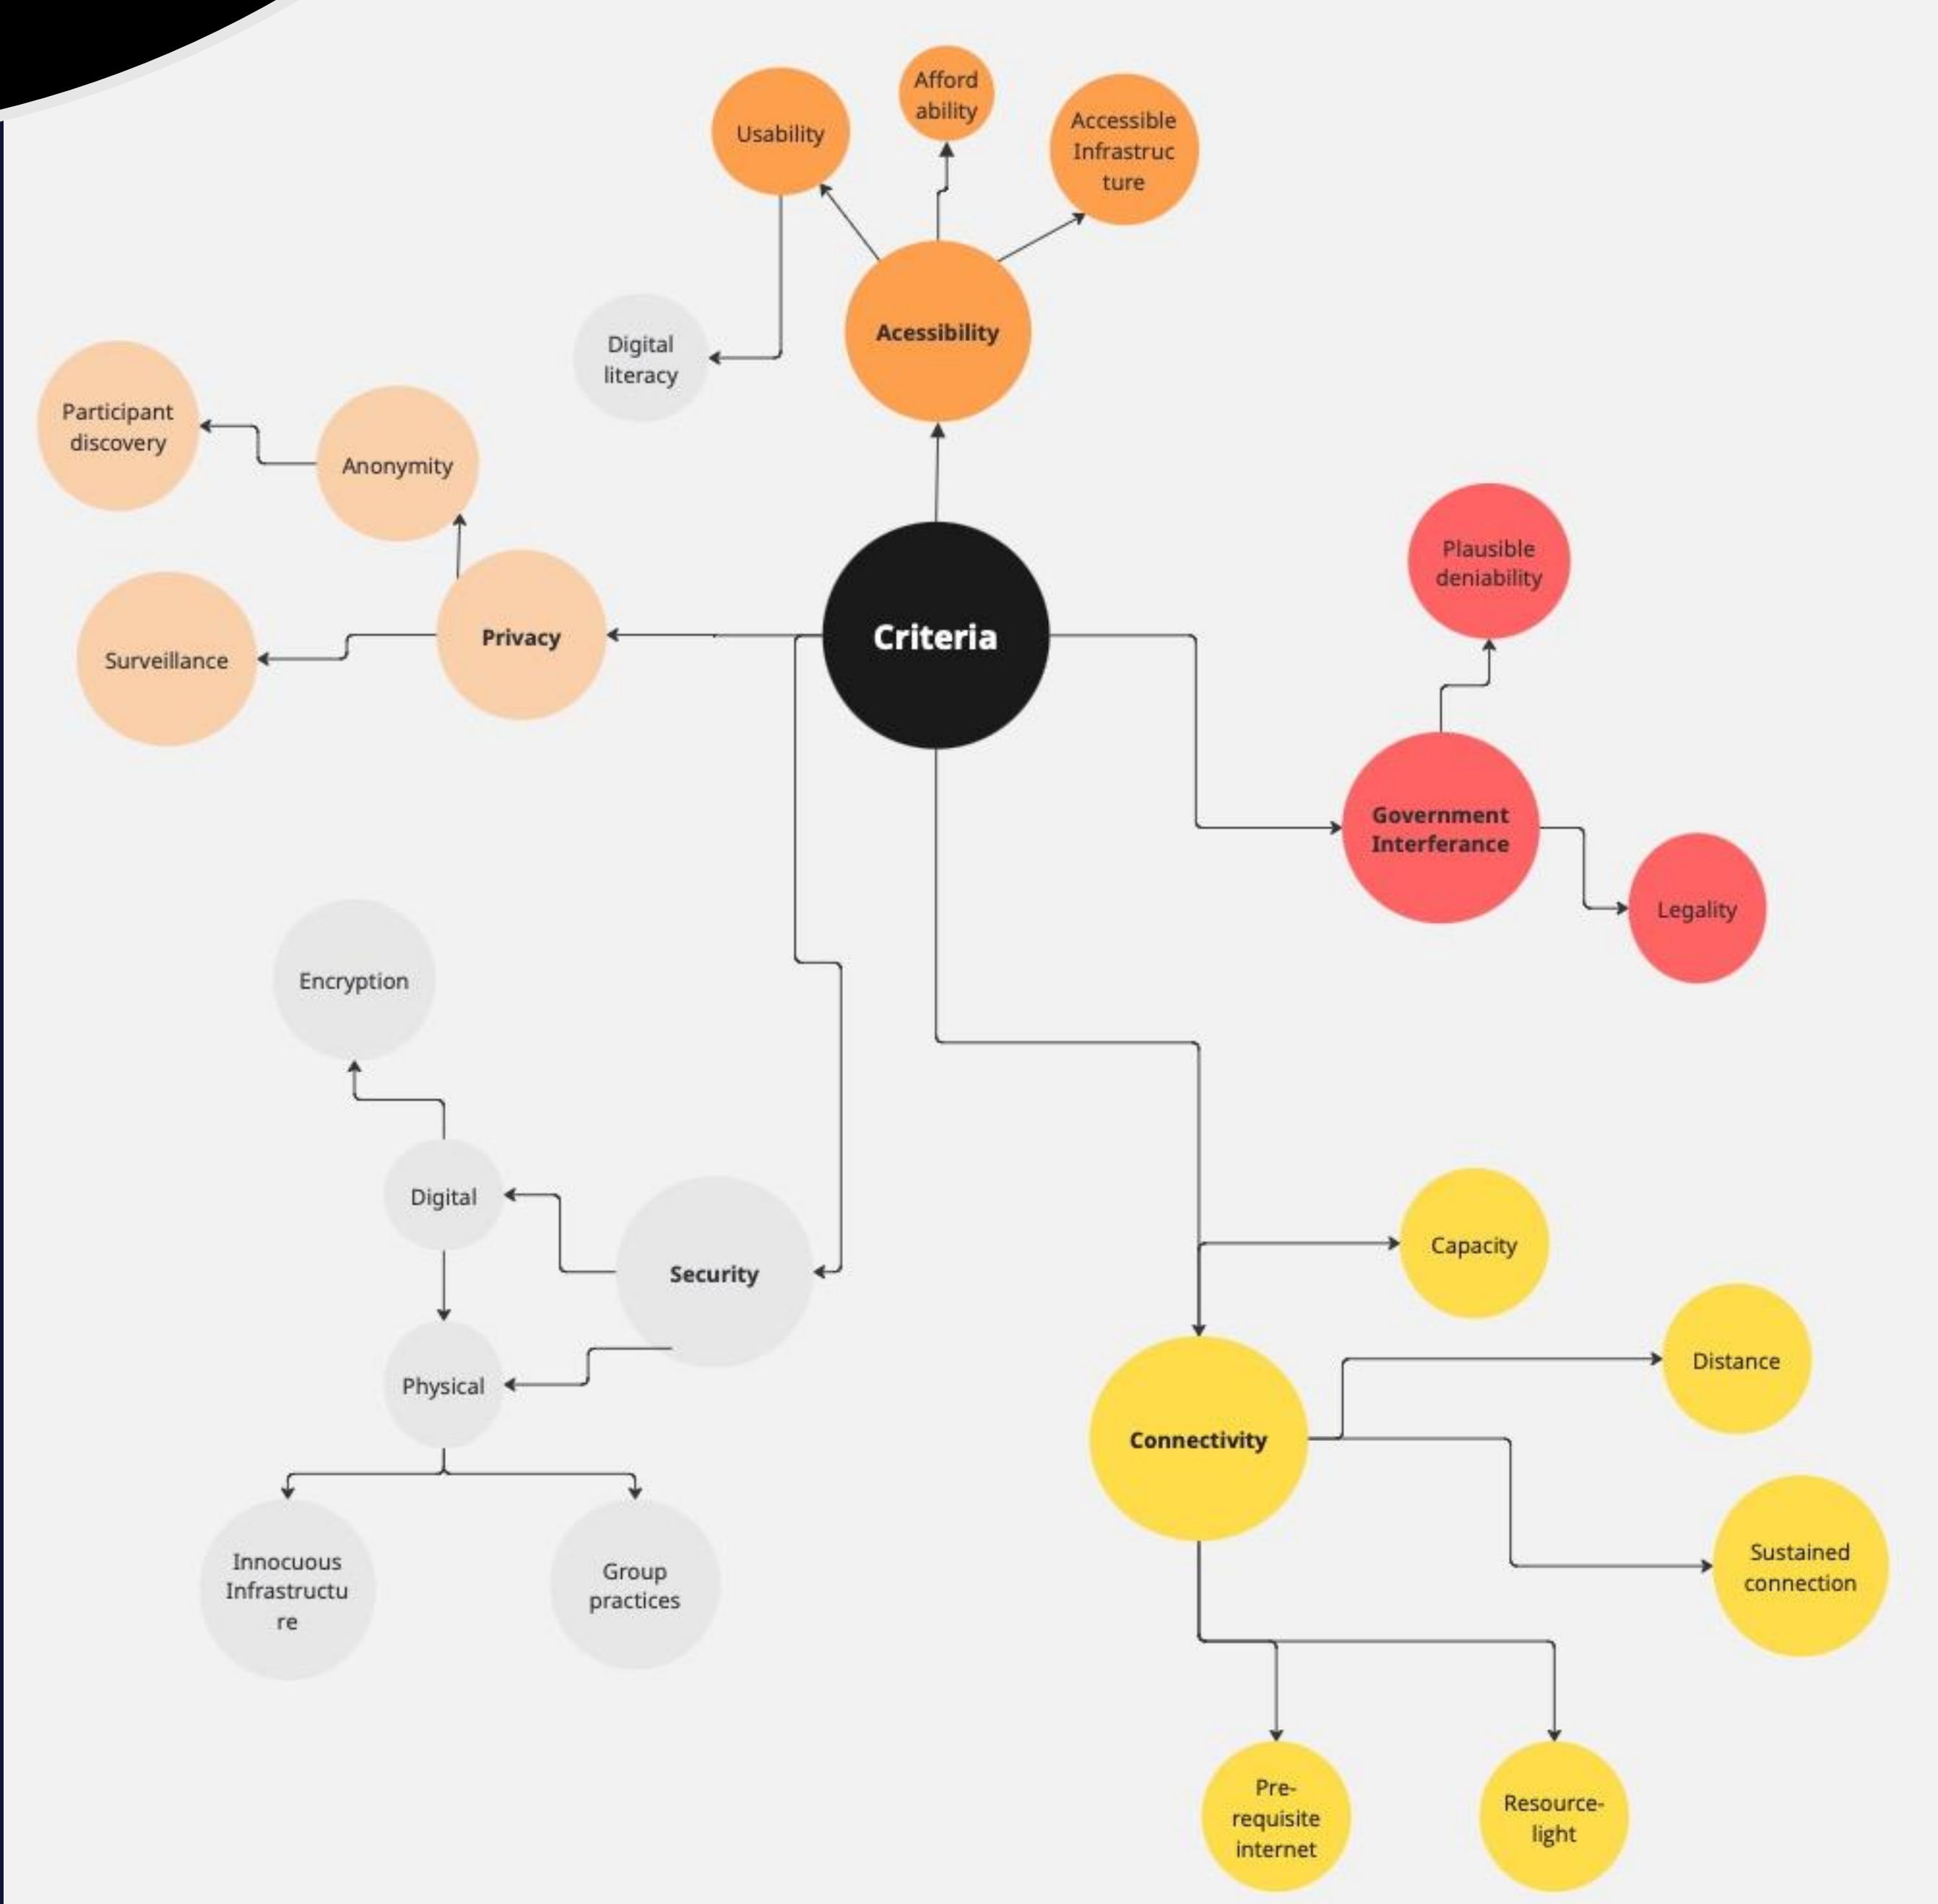 Afford
ability
Usability
Accessible
Infrastruc
ture
Acessibility
Digital
literacy
Participant
discovery
Anonymity
Plausible
deniability
Privacy
Criteria
Surveillance
Government
Interferance
Legality
Encryption
Digital
Capacity
Security
Distance
Physical
Connectivity
Innocuous
Infrastructu
re
Group
practices
Sustained
connection
Pre-
requisite
internet
Resource-
light